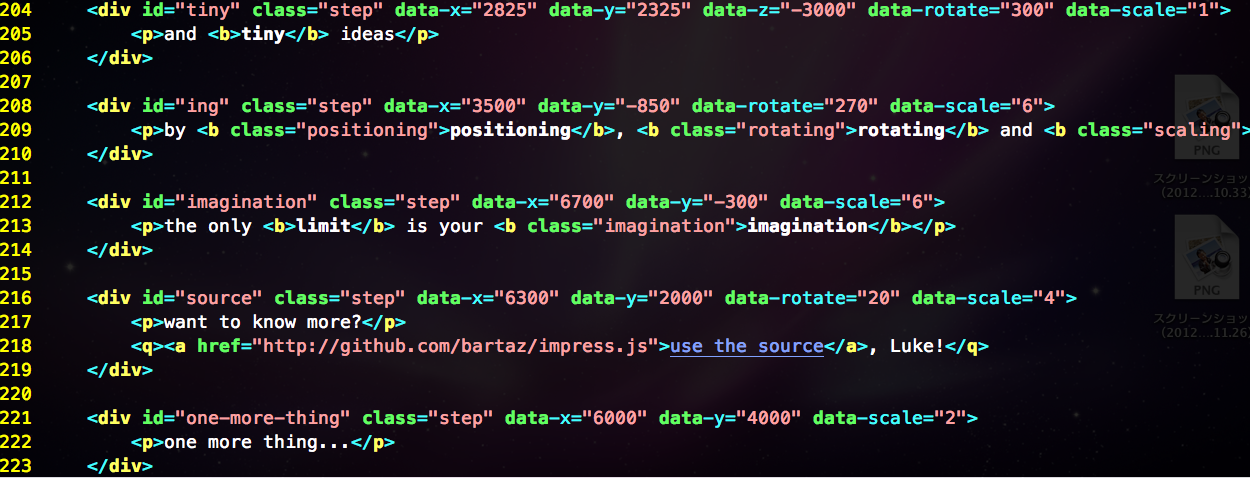 204     <div id="tiny" class="step" data-x="2825" data-y="2325" data-z="-3000" data-rotate="300" data-scale="1">
205         <p>and <b>tiny</b> ideas</p>
206     </div>
207
208     <div id="ing" class="step" data-x="3500" data-y="-850" data-rotate="270" data-scale="6">
209         <p>by <b class="positioning">positioning</b>, <b class="rotating">rotating</b> and <b class="scaling">
210     </div>
211
212     <div id="imagination" class="step" data-x="6700" data-y="-300" data-scale="6">
213         <p>the only <b>limit</b> is your <b class="imagination">imagination</b></p>
214     </div>
215
216     <div id="source" class="step" data-x="6300" data-y="2000" data-rotate="20" data-scale="4">
217         <p>want to know more?</p>
218         <q><a href="http://github.com/bartaz/impress.js">use the source</a>, Luke!</q>
219     </div>
220
221     <div id="one-more-thing" class="step" data-x="6000" data-y="4000" data-scale="2">
222         <p>one more thing...</p>
223     </div>
PNG
スクリーンショッ
(2012....10.33)
PNG
スクリーンショッ
(2012....11.26)